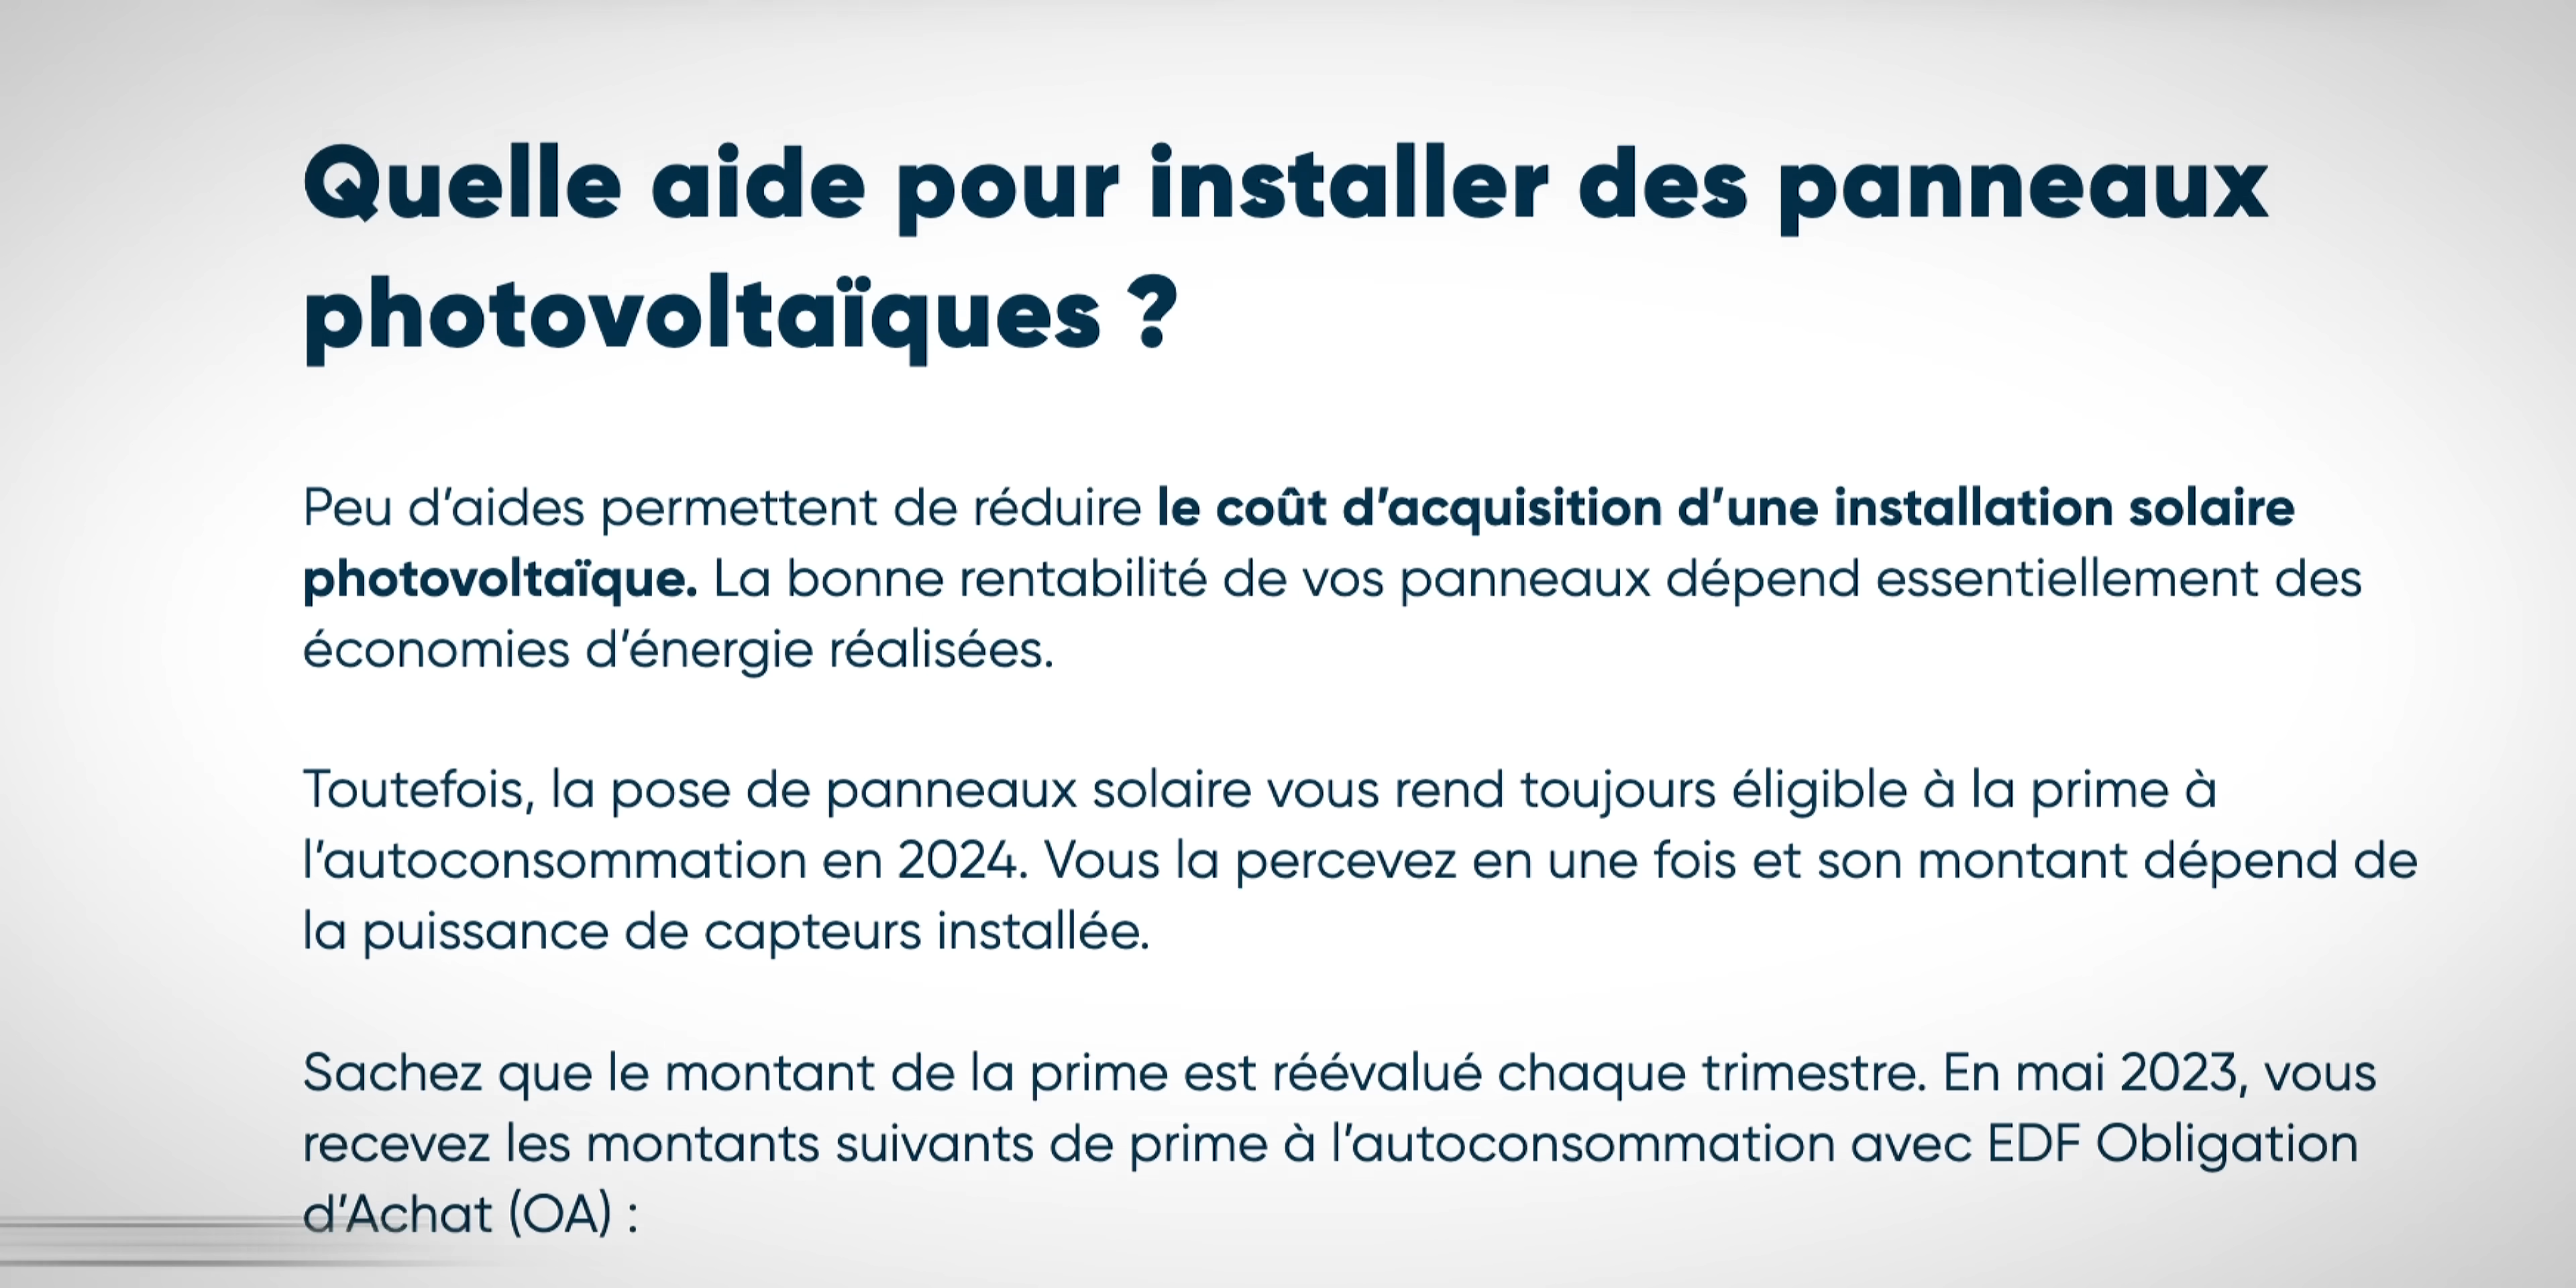 Quelle aide pour installer des panneaux
photovoltaïques ?
Peu d’aides permettent de réduire le coût d’acquisition d’une installation solaire
photovoltaïque. La bonne rentabilité de vos panneaux dépend essentiellement des
économies d’énergie réalisées.
Toutefois, la pose de panneaux solaire vous rend toujours éligible à la prime à
l’autoconsommation en 2024. Vous la percevez en une fois et son montant dépend de
la puissance de capteurs installée.
Sachez que le montant de la prime est réévalué chaque trimestre. En mai 2023, vous
recevez les montants suivants de prime à l’autoconsommation avec EDF Obligation
d’Achat (OA) :